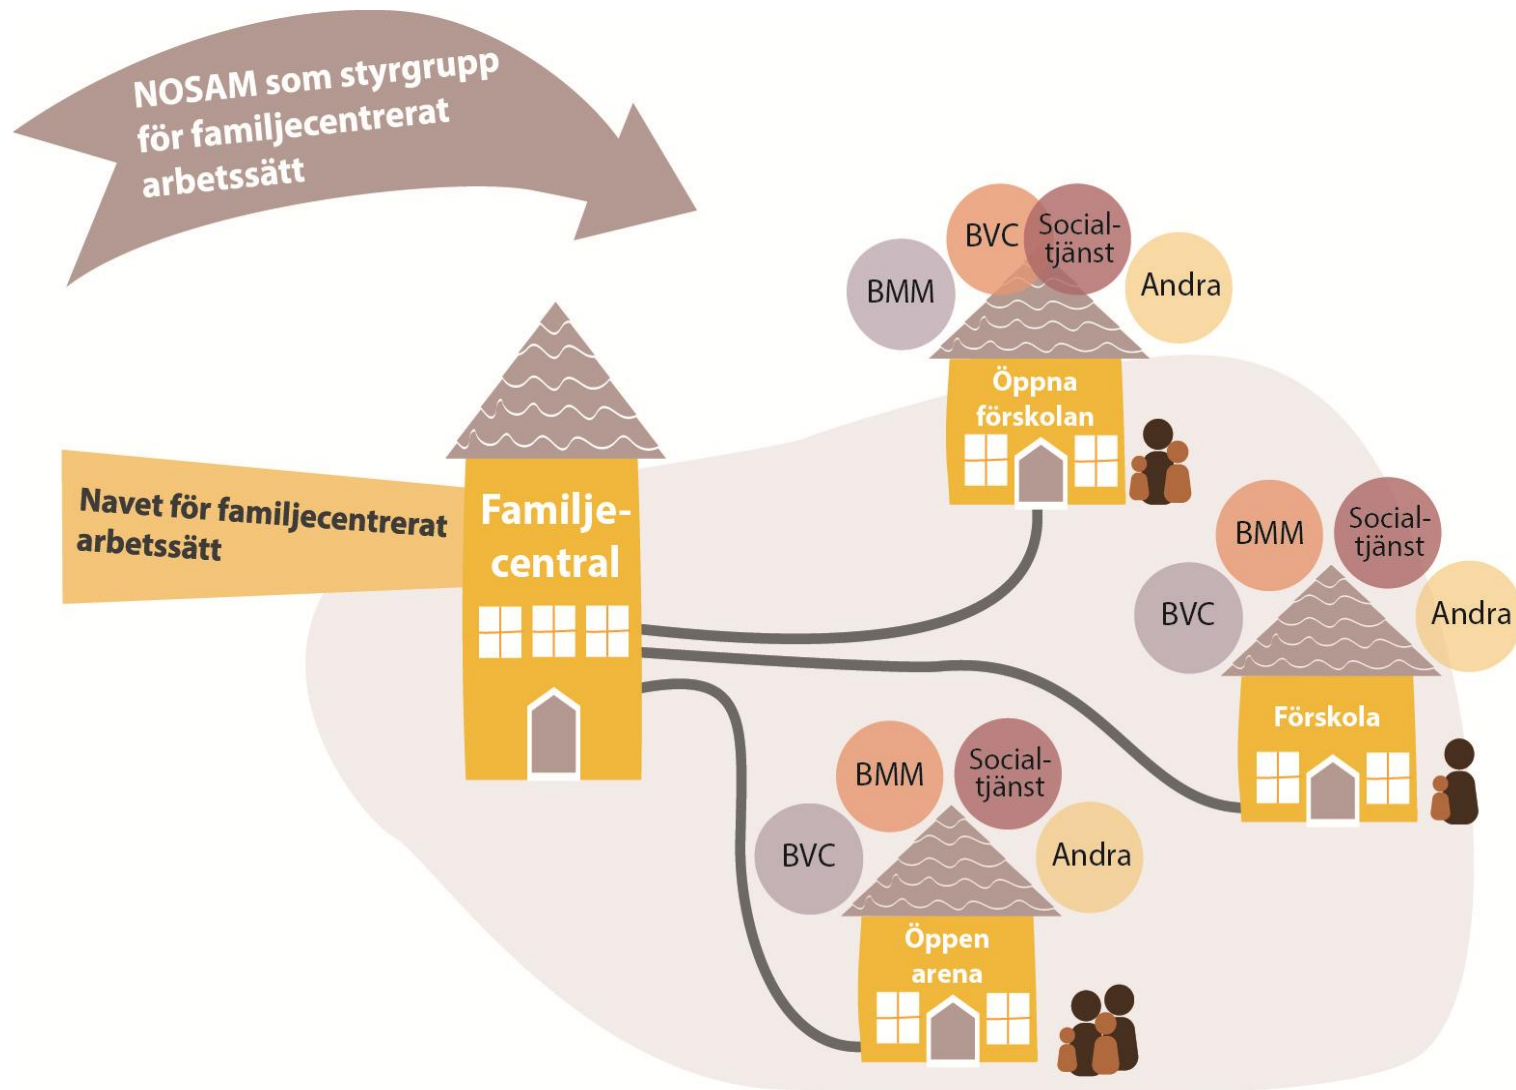 NOSAM som styrgrupp
för familjecentrerat
arbetssätt
BMM
BVC
Social-
tjänst
Andra
Öppna
förskolan
Navet för familjecentrerat
arbetssätt
Familje-
central
BVC
BMM
Social-
tjänst
Andra
Förskola
BVC
BMM
Social-
tjänst
Andra
Öppen
arena